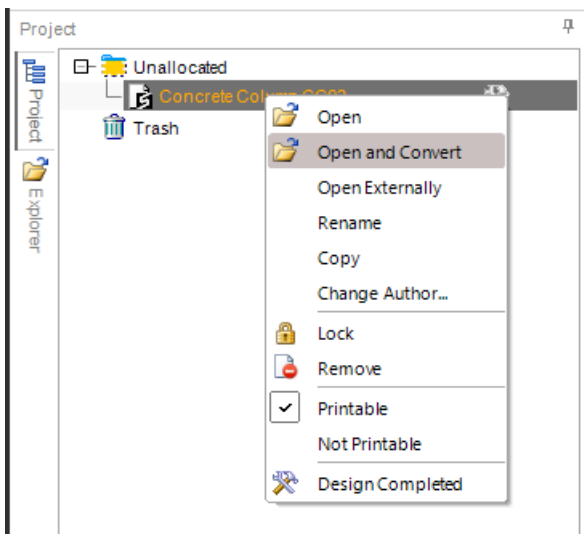 Project
Project
Explorer
Unallocated
Concrete Column
Trash
Open
Open and Convert
Open Externally
Rename
Copy
Change Author...
Lock
Remove
Printable
Not Printable
Design Completed